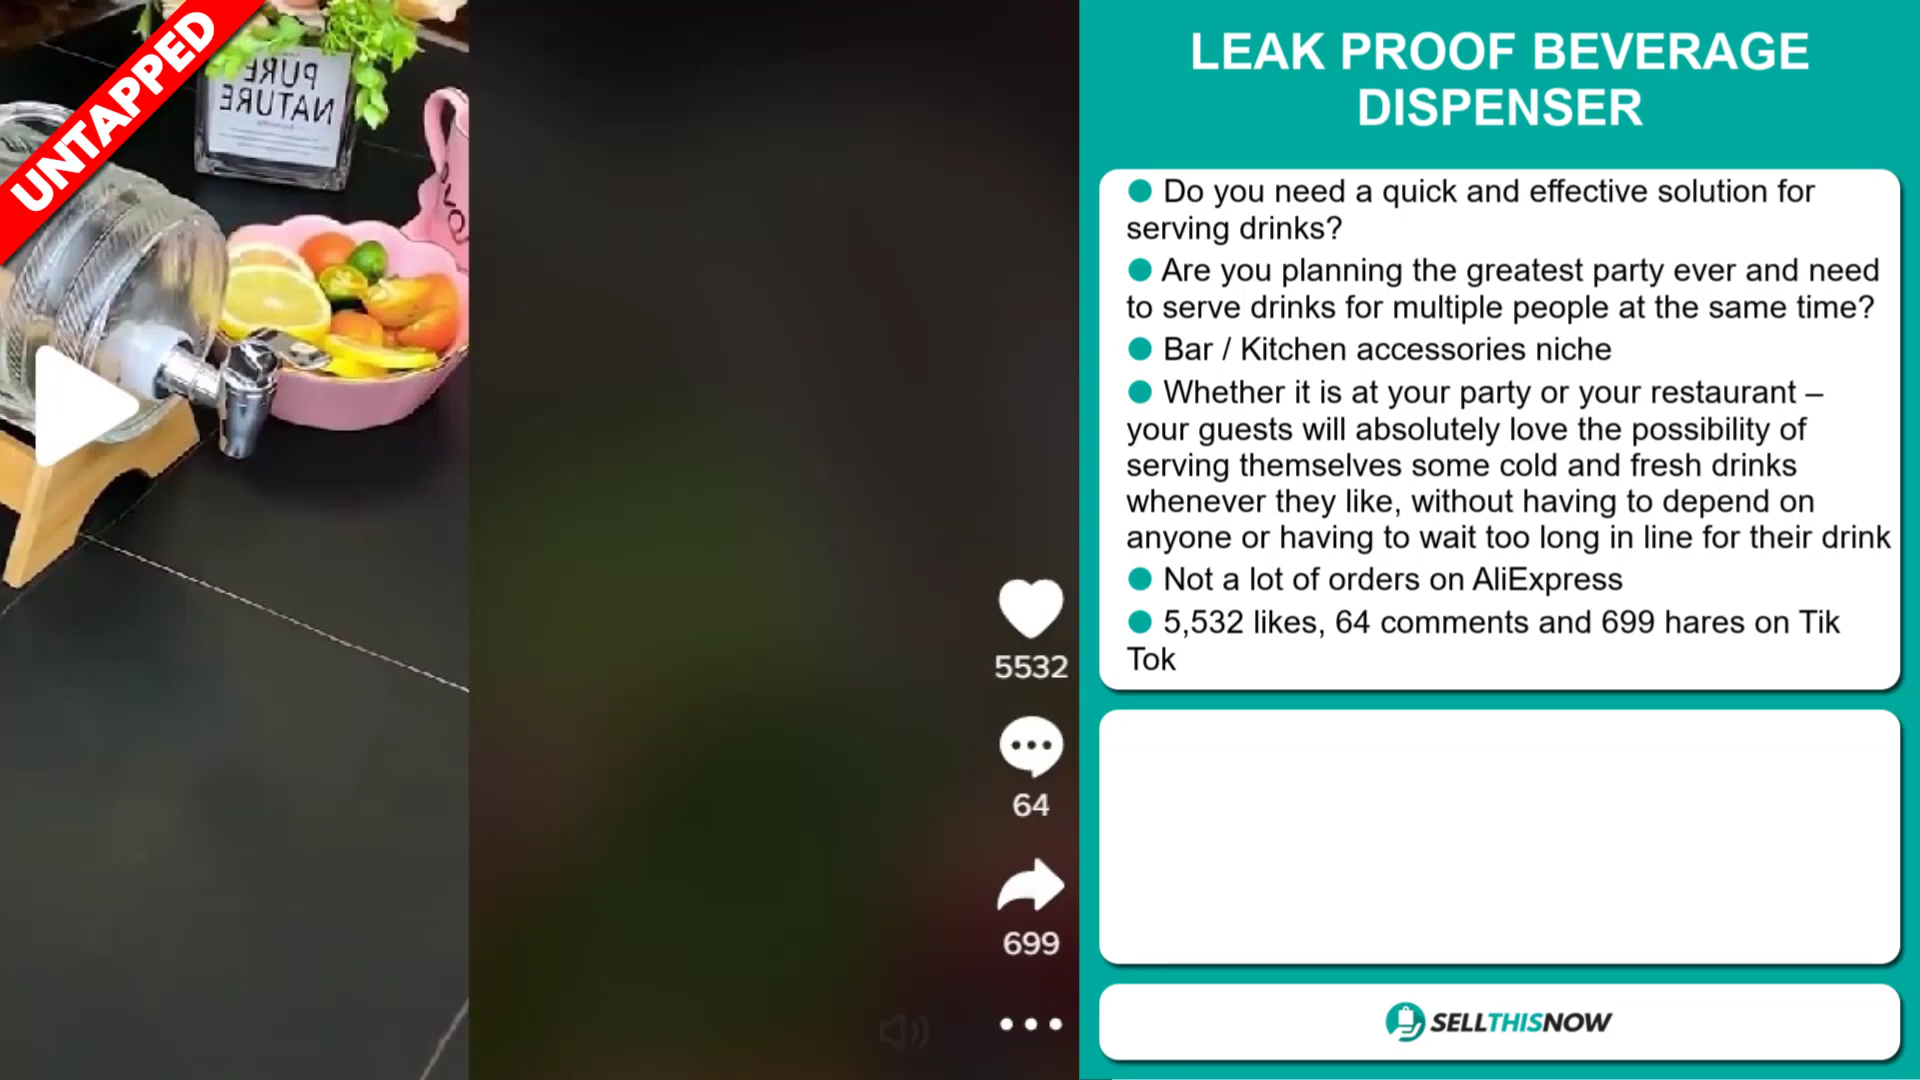 UNTAPPED
PURE
NATURE
5532
64
699
LEAK PROOF BEVERAGE
DISPENSER
● Do you need a quick and effective solution for
serving drinks?
● Are you planning the greatest party ever and need
to serve drinks for multiple people at the same time?
● Bar / Kitchen accessories niche
● Whether it is at your party or your restaurant –
your guests will absolutely love the possibility of
serving themselves some cold and fresh drinks
whenever they like, without having to depend on
anyone or having to wait too long in line for their drink
● Not a lot of orders on AliExpress
● 5,532 likes, 64 comments and 699 hares on Tik
Tok
SELLTHISNOW